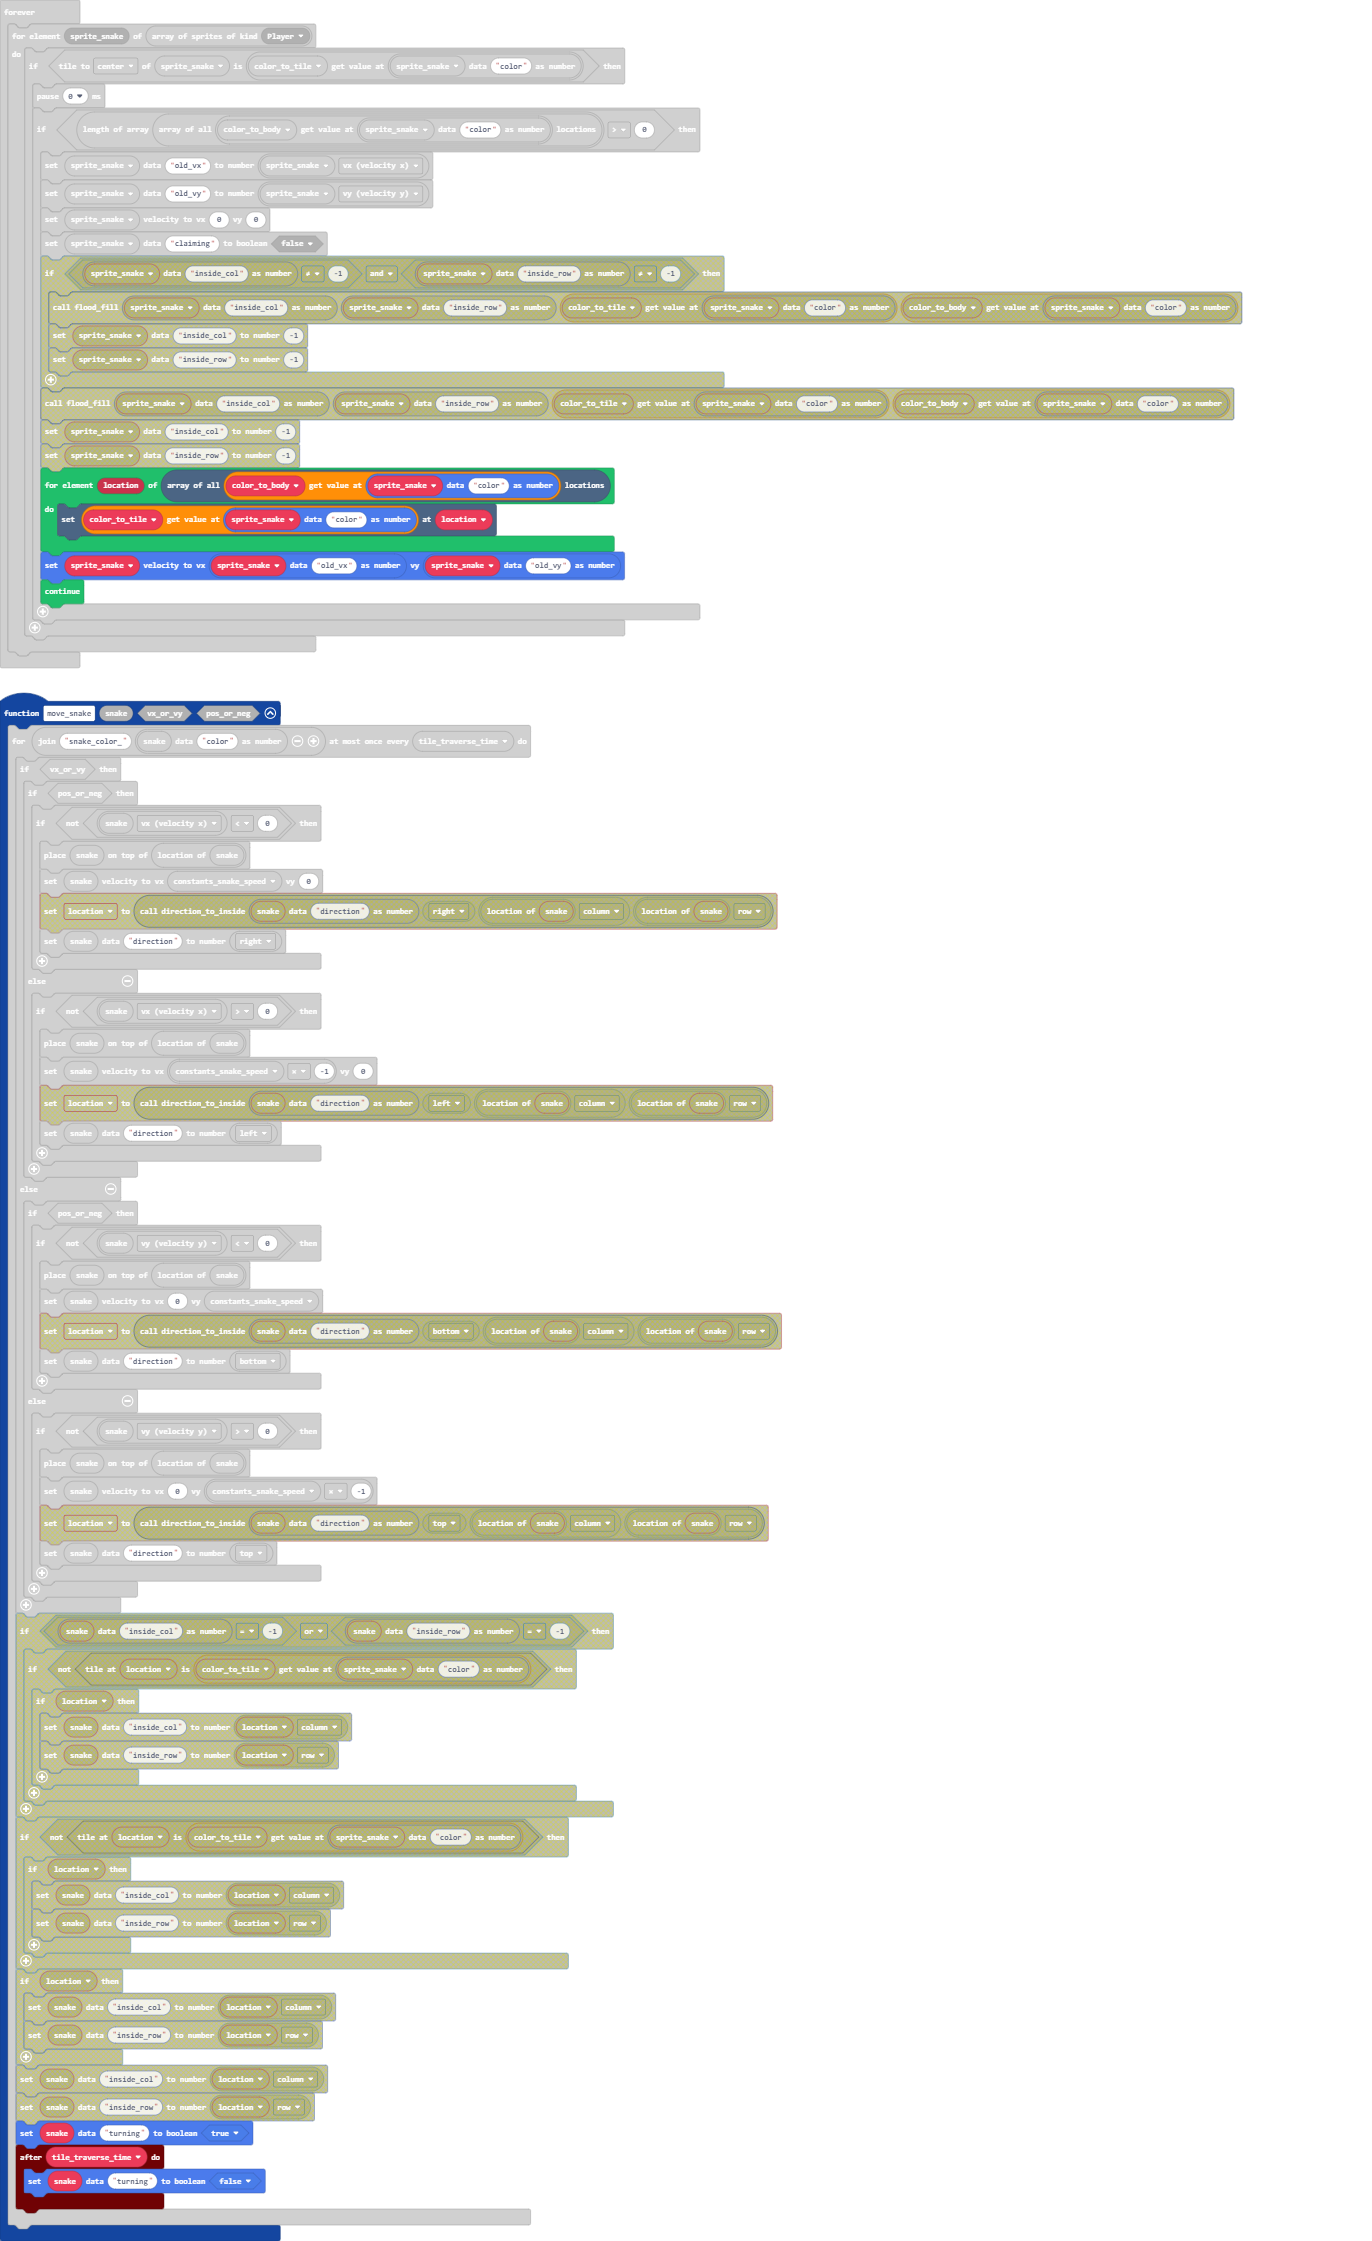 forever
for element sprite_snake of array of sprites of kind Player
do
if tile to center of sprite_snake is color_to_tile get value at sprite_snake data "color" as number then
pause 0 ms
if length of array array of all color_to_body get value at sprite_snake data "color" as number locations > 0 then
set sprite_snake data "old_vx" to number sprite_snake vx (velocity x)
set sprite_snake data "old_vy" to number sprite_snake vy (velocity y)
set sprite_snake velocity to vx 0 vy 0
set sprite_snake data "claiming" to boolean false
if sprite_snake data "inside_col" as number ≠ -1 and sprite_snake data "inside_row" as number ≠ -1 then
call flood_fill sprite_snake data "inside_col" as number sprite_snake data "inside_row" as number color_to_tile get value at sprite_snake data "color" as number color_to_body get value at sprite_snake data "color" as number
set sprite_snake data "inside_col" to number -1
set sprite_snake data "inside_row" to number -1
call flood_fill sprite_snake data "inside_col" as number sprite_snake data "inside_row" as number color_to_tile get value at sprite_snake data "color" as number color_to_body get value at sprite_snake data "color" as number
set sprite_snake data "inside_col" to number -1
set sprite_snake data "inside_row" to number -1
for element location of array of all color_to_body get value at sprite_snake data "color" as number locations
do
set color_to_tile get value at sprite_snake data "color" as number at location
set sprite_snake velocity to vx sprite_snake data "old_vx" as number vy sprite_snake data "old_vy" as number
continue
function move_snake snake vx_or_vy pos_or_neg
for join "snake_color_" snake data "color" as number at most once every tile_traverse_time do
if vx_or_vy then
if pos_or_neg then
if not snake vx (velocity x) < 0 then
place snake on top of location of snake
set snake velocity to vx constants_snake_speed vy 0
set location to call direction_to_inside snake data "direction" as number right location of snake column location of snake row
set snake data "direction" to number right
else
if not snake vx (velocity x) > 0 then
place snake on top of location of snake
set snake velocity to vx constants_snake_speed × -1 vy 0
set location to call direction_to_inside snake data "direction" as number left location of snake column location of snake row
set snake data "direction" to number left
else
if pos_or_neg then
if not snake vy (velocity y) < 0 then
place snake on top of location of snake
set snake velocity to vx 0 vy constants_snake_speed
set location to call direction_to_inside snake data "direction" as number bottom location of snake column location of snake row
set snake data "direction" to number bottom
else
if not snake vy (velocity y) > 0 then
place snake on top of location of snake
set snake velocity to vx 0 vy constants_snake_speed × -1
set location to call direction_to_inside snake data "direction" as number top location of snake column location of snake row
set snake data "direction" to number top
if snake data "inside_col" as number = -1 or snake data "inside_row" as number = -1 then
if not tile at location is color_to_tile get value at sprite_snake data "color" as number then
if location then
set snake data "inside_col" to number location column
set snake data "inside_row" to number location row
if not tile at location is color_to_tile get value at sprite_snake data "color" as number then
if location then
set snake data "inside_col" to number location column
set snake data "inside_row" to number location row
if location then
set snake data "inside_col" to number location column
set snake data "inside_row" to number location row
set snake data "inside_col" to number location column
set snake data "inside_row" to number location row
set snake data "turning" to boolean true
after tile_traverse_time do
set snake data "turning" to boolean false